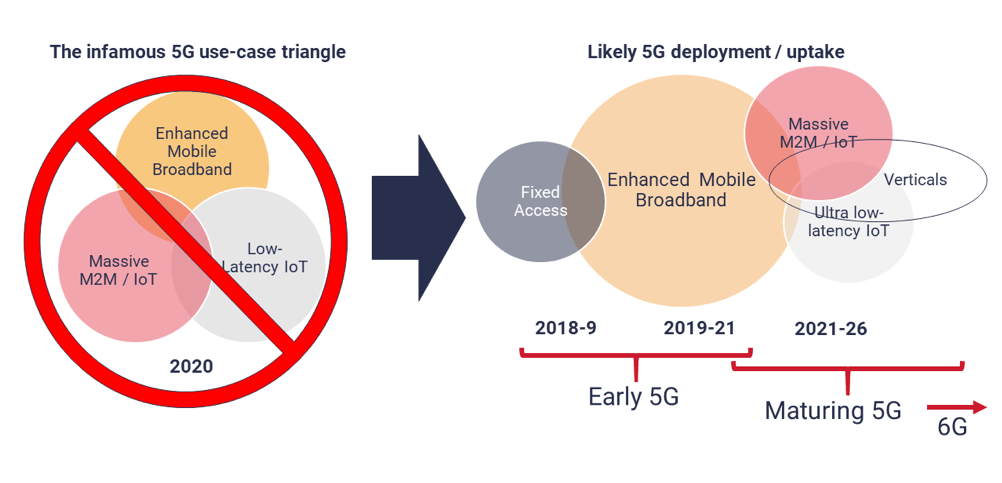 The infamous 5G use-case triangle
Enhanced
Mobile
Broadband
Massive
M2M / IoT
Low-
Latency IoT
2020
Likely 5G deployment / uptake
Fixed
Access
Enhanced Mobile
Broadband
Massive
M2M / IoT
Verticals
Ultra low-
latency IoT
2018-9
2019-21
2021-26
Early 5G
Maturing 5G
6G